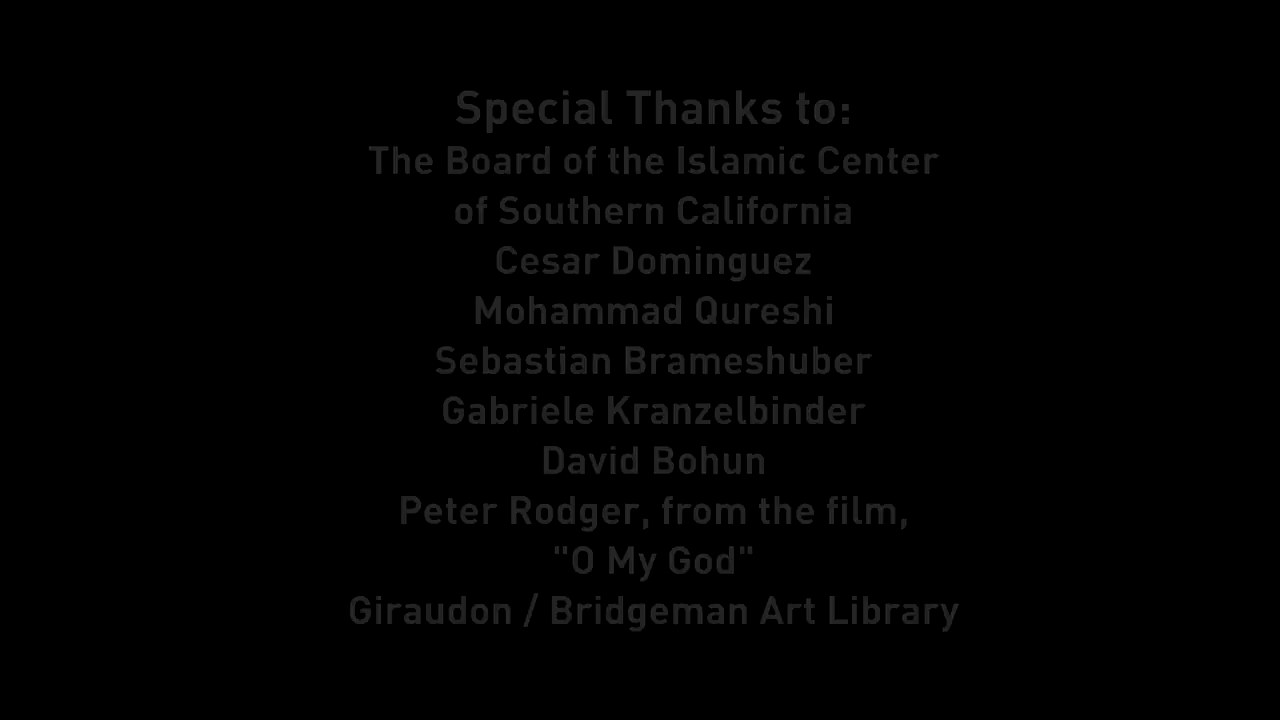 Special Thanks to:
The Board of the Islamic Center
of Southern California
Cesar Dominguez
Mohammad Qureshi
Sebastian Brameshuber
Gabriele Kranzelbinder
David Bohun
Peter Rodger, from the film,
"O My God"
Giraudon / Bridgeman Art Library